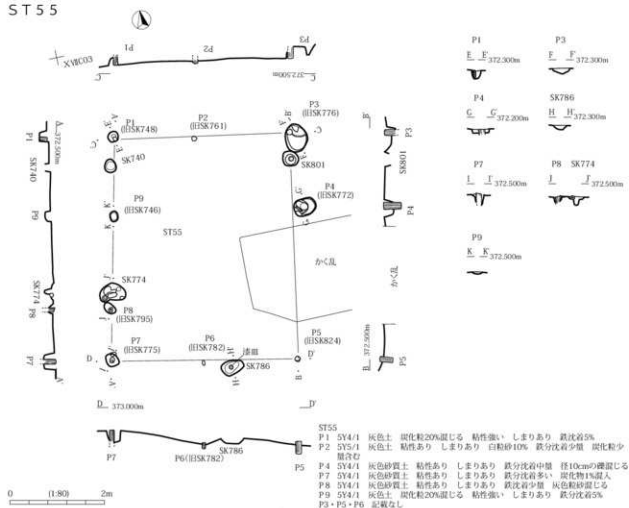 ST55
XⅦC03
P1
P2
P3
C
372.500m
C'
P1
E E' 372.300m
P3
F F' 372.300m
P4
G G' 372.200m
SK786
H H' 372.300m
P7
I I' 372.500m
P8 SK774
J J' 372.500m
P9
K K' 372.500m
A
372.500m
P1
SK740
P9
SK774
P8
P7
A'
P1
(旧SK748)
P2
(旧SK761)
P3
(旧SK776)
SK740
SK801
P4
(旧SK772)
P9
(旧SK746)
ST55
かく乱
SK774
P8
(旧SK795)
P7
(旧SK775)
P6
(旧SK782)
漆皿
SK786
P5
(旧SK824)
P3
SK801
P4
かく乱
B 372.500m
P5
D 373.000m
D'
P7
P6(旧SK782)
SK786
P5
0 (1:80) 2m
ST55
P1 5Y4/1 灰色土 炭化粒20%混じる 粘性強い しまりあり 鉄沈着5%
P2 5Y5/1 灰色土 粘性あり しまりあり 白粒砂10% 鉄分沈着少量 炭化粒少
量含む
P4 5Y4/1 灰色砂質土 粘性あり しまりあり 鉄分沈着中量 径10cmの礫混じる
P7 5Y4/1 灰色砂質土 粘性あり しまりあり 鉄分沈着多い 炭化物1%混入
P8 5Y4/1 灰色砂質土 粘性あり しまりあり 鉄沈着少量 灰色粒砂混じる
P9 5Y4/1 灰色土 炭化粒20%混じる 粘性強い しまりあり 鉄分沈着5%
P3・P5・P6 記載なし